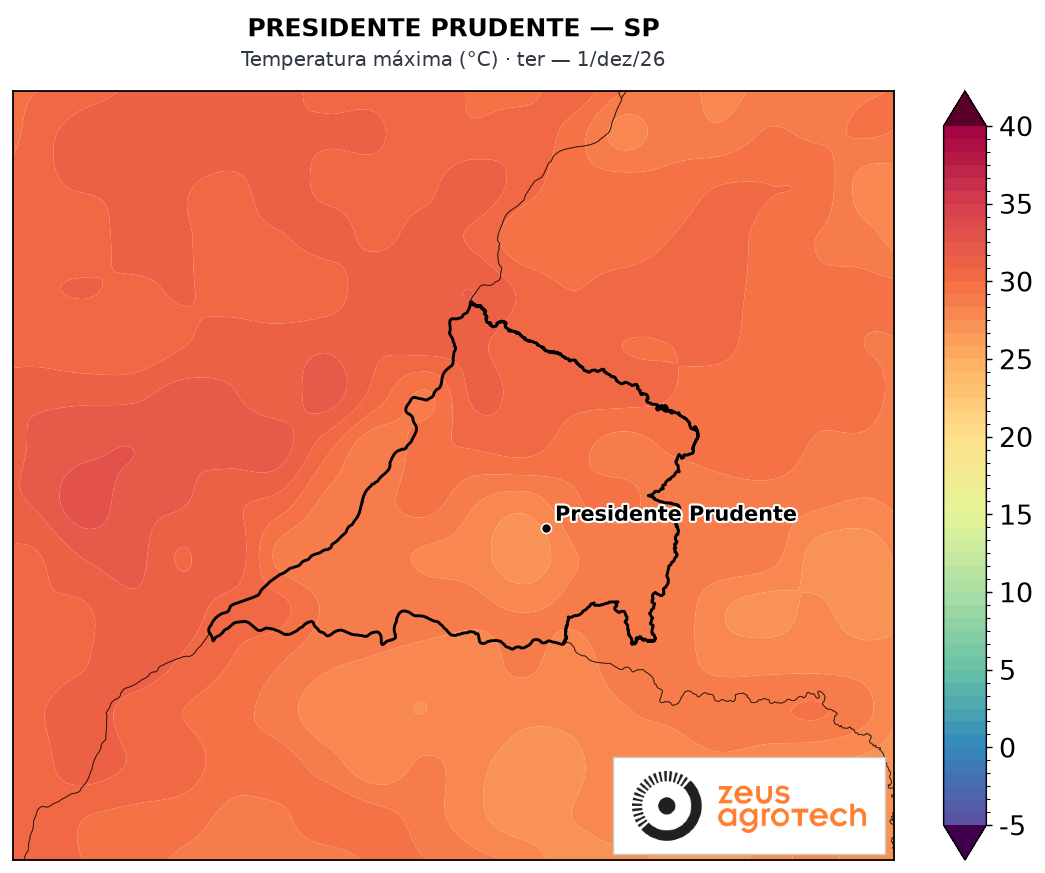 PRESIDENTE PRUDENTE — SP
Temperatura máxima (°C) · ter — 1/dez/26
40
35
30
25
20
15
10
5
0
-5
Presidente Prudente
zeus
agrotech